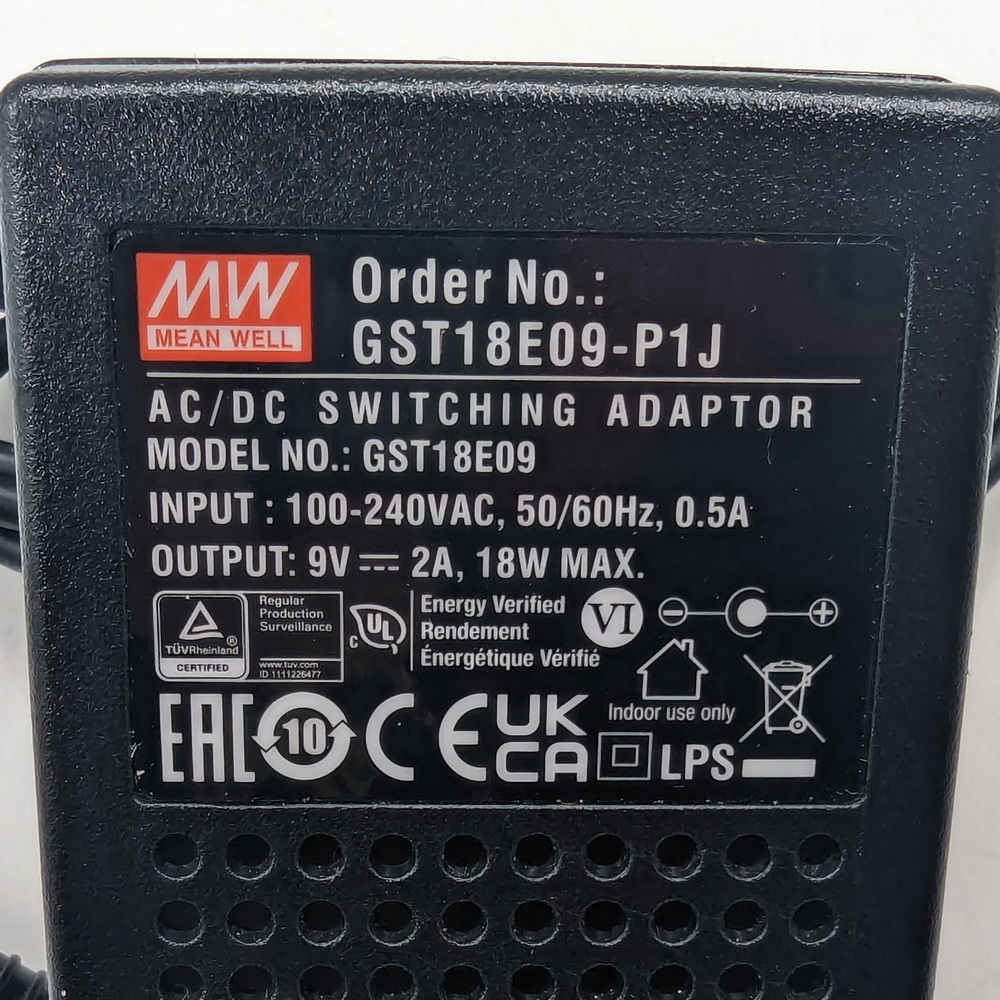 MW
MEAN WELL
Order No.:
GST18E09-P1J
AC/DC SWITCHING ADAPTOR
MODEL NO.: GST18E09
INPUT : 100-240VAC, 50/60Hz, 0.5A
OUTPUT: 9V ⎓ 2A, 18W MAX.
TÜVRheinland®
CERTIFIED
Regular
Production
Surveillance
www.tuv.com
ID 1111226477
c UL
Energy Verified
Rendement
Énergétique Vérifié
VI
Indoor use only
EAC
10
CE
UK
CA
LPS